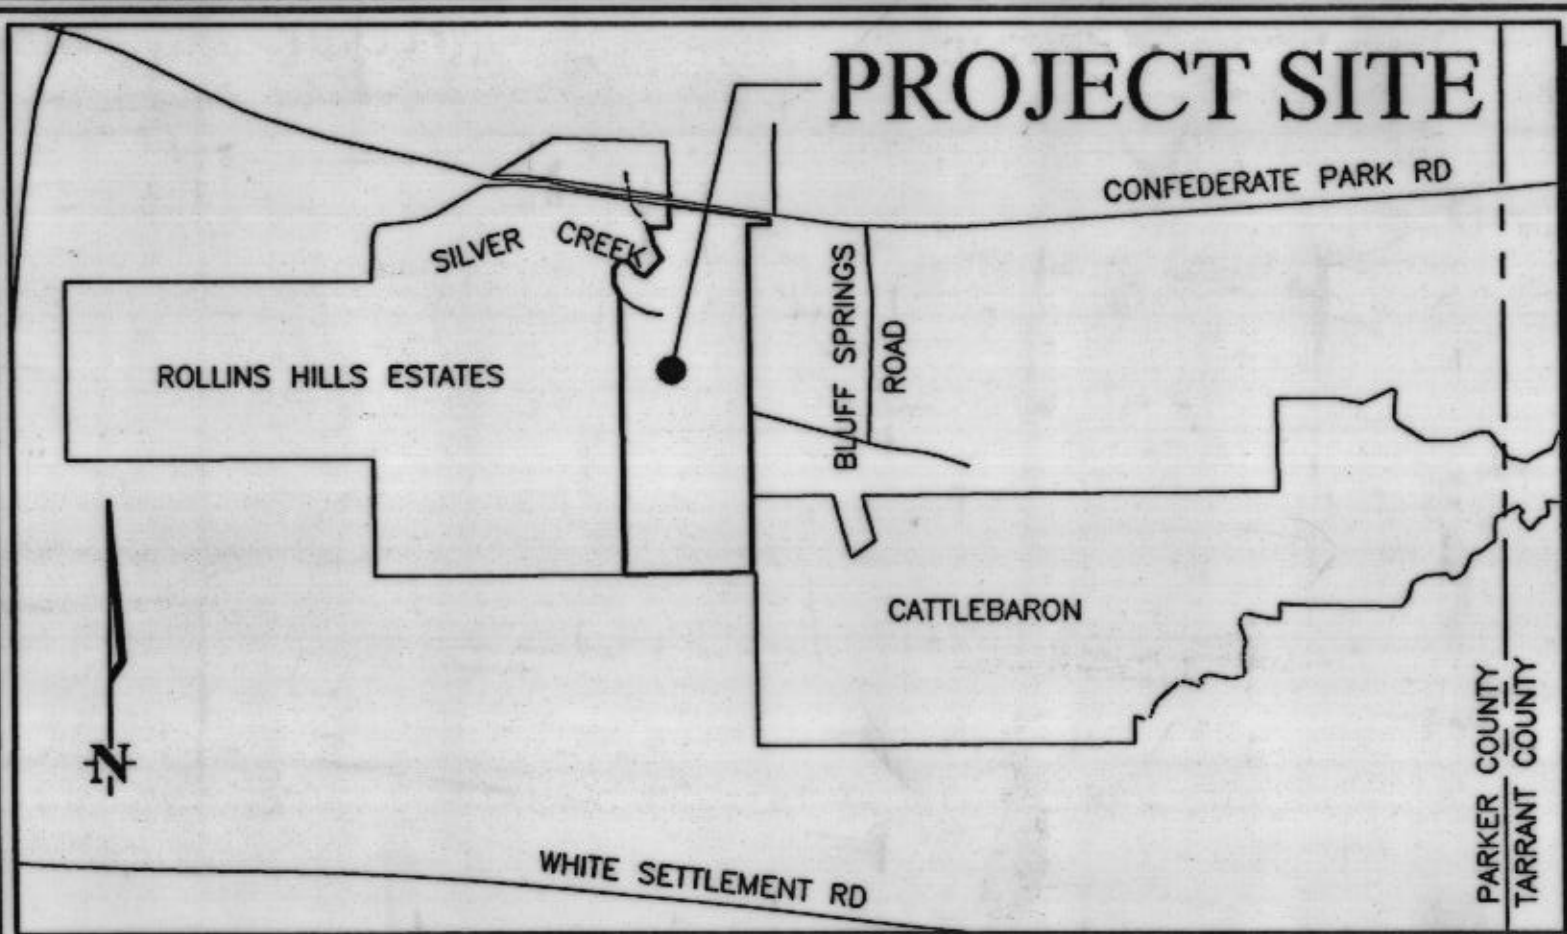 PROJECT SITE
CONFEDERATE PARK RD
SILVER CREEK
BLUFF SPRINGS
ROAD
ROLLINS HILLS ESTATES
CATTLEBARON
N
WHITE SETTLEMENT RD
PARKER COUNTY
TARRANT COUNTY